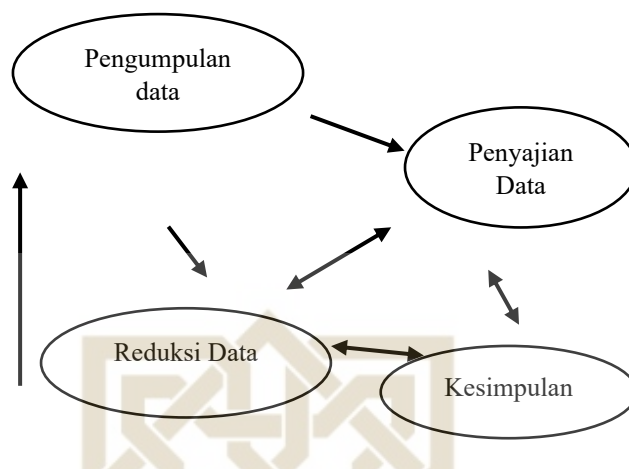 Pengumpulan
data
Penyajian
Data
Reduksi Data
Kesimpulan